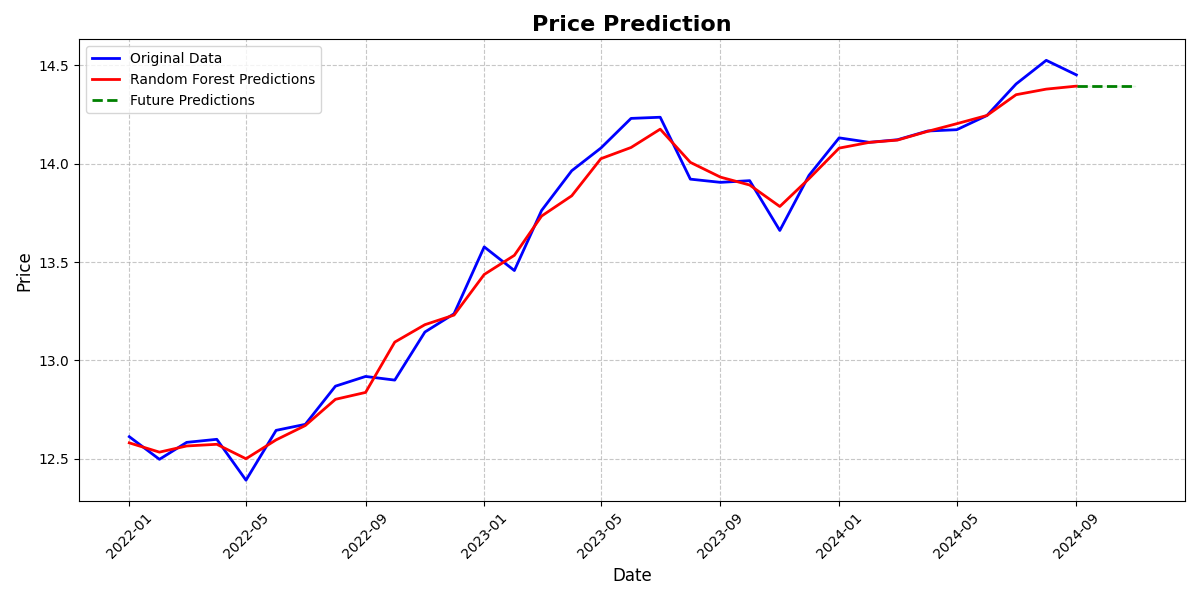 Price Prediction
Original Data
Random Forest Predictions
Future Predictions
Price
14.5
14.0
13.5
13.0
12.5
2022-01
2022-05
2022-09
2023-01
2023-05
2023-09
2024-01
2024-05
2024-09
Date